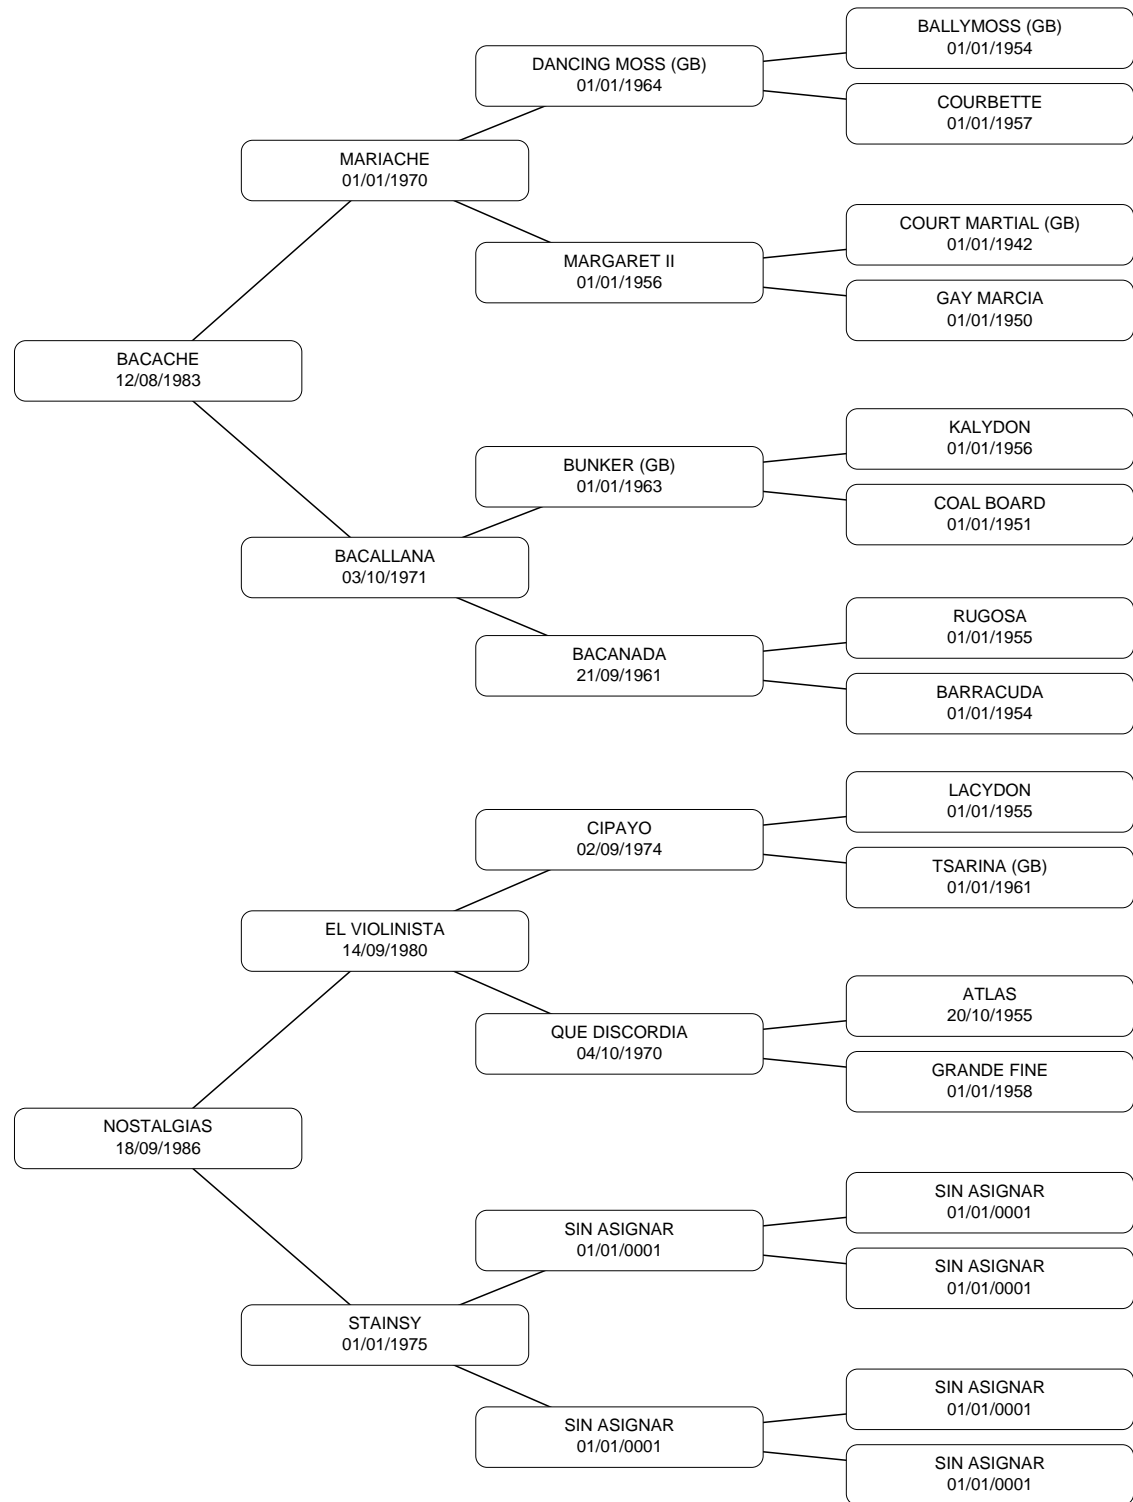 BALLYMOSS (GB)
01/01/1954
DANCING MOSS (GB)
01/01/1964
COURBETTE
01/01/1957
MARIACHE
01/01/1970
COURT MARTIAL (GB)
01/01/1942
MARGARET II
01/01/1956
GAY MARCIA
01/01/1950
BACACHE
12/08/1983
KALYDON
01/01/1956
BUNKER (GB)
01/01/1963
COAL BOARD
01/01/1951
BACALLANA
03/10/1971
RUGOSA
01/01/1955
BACANADA
21/09/1961
BARRACUDA
01/01/1954
LACYDON
01/01/1955
CIPAYO
02/09/1974
TSARINA (GB)
01/01/1961
EL VIOLINISTA
14/09/1980
ATLAS
20/10/1955
QUE DISCORDIA
04/10/1970
GRANDE FINE
01/01/1958
NOSTALGIAS
18/09/1986
SIN ASIGNAR
01/01/0001
SIN ASIGNAR
01/01/0001
SIN ASIGNAR
01/01/0001
STAINSY
01/01/1975
SIN ASIGNAR
01/01/0001
SIN ASIGNAR
01/01/0001
SIN ASIGNAR
01/01/0001